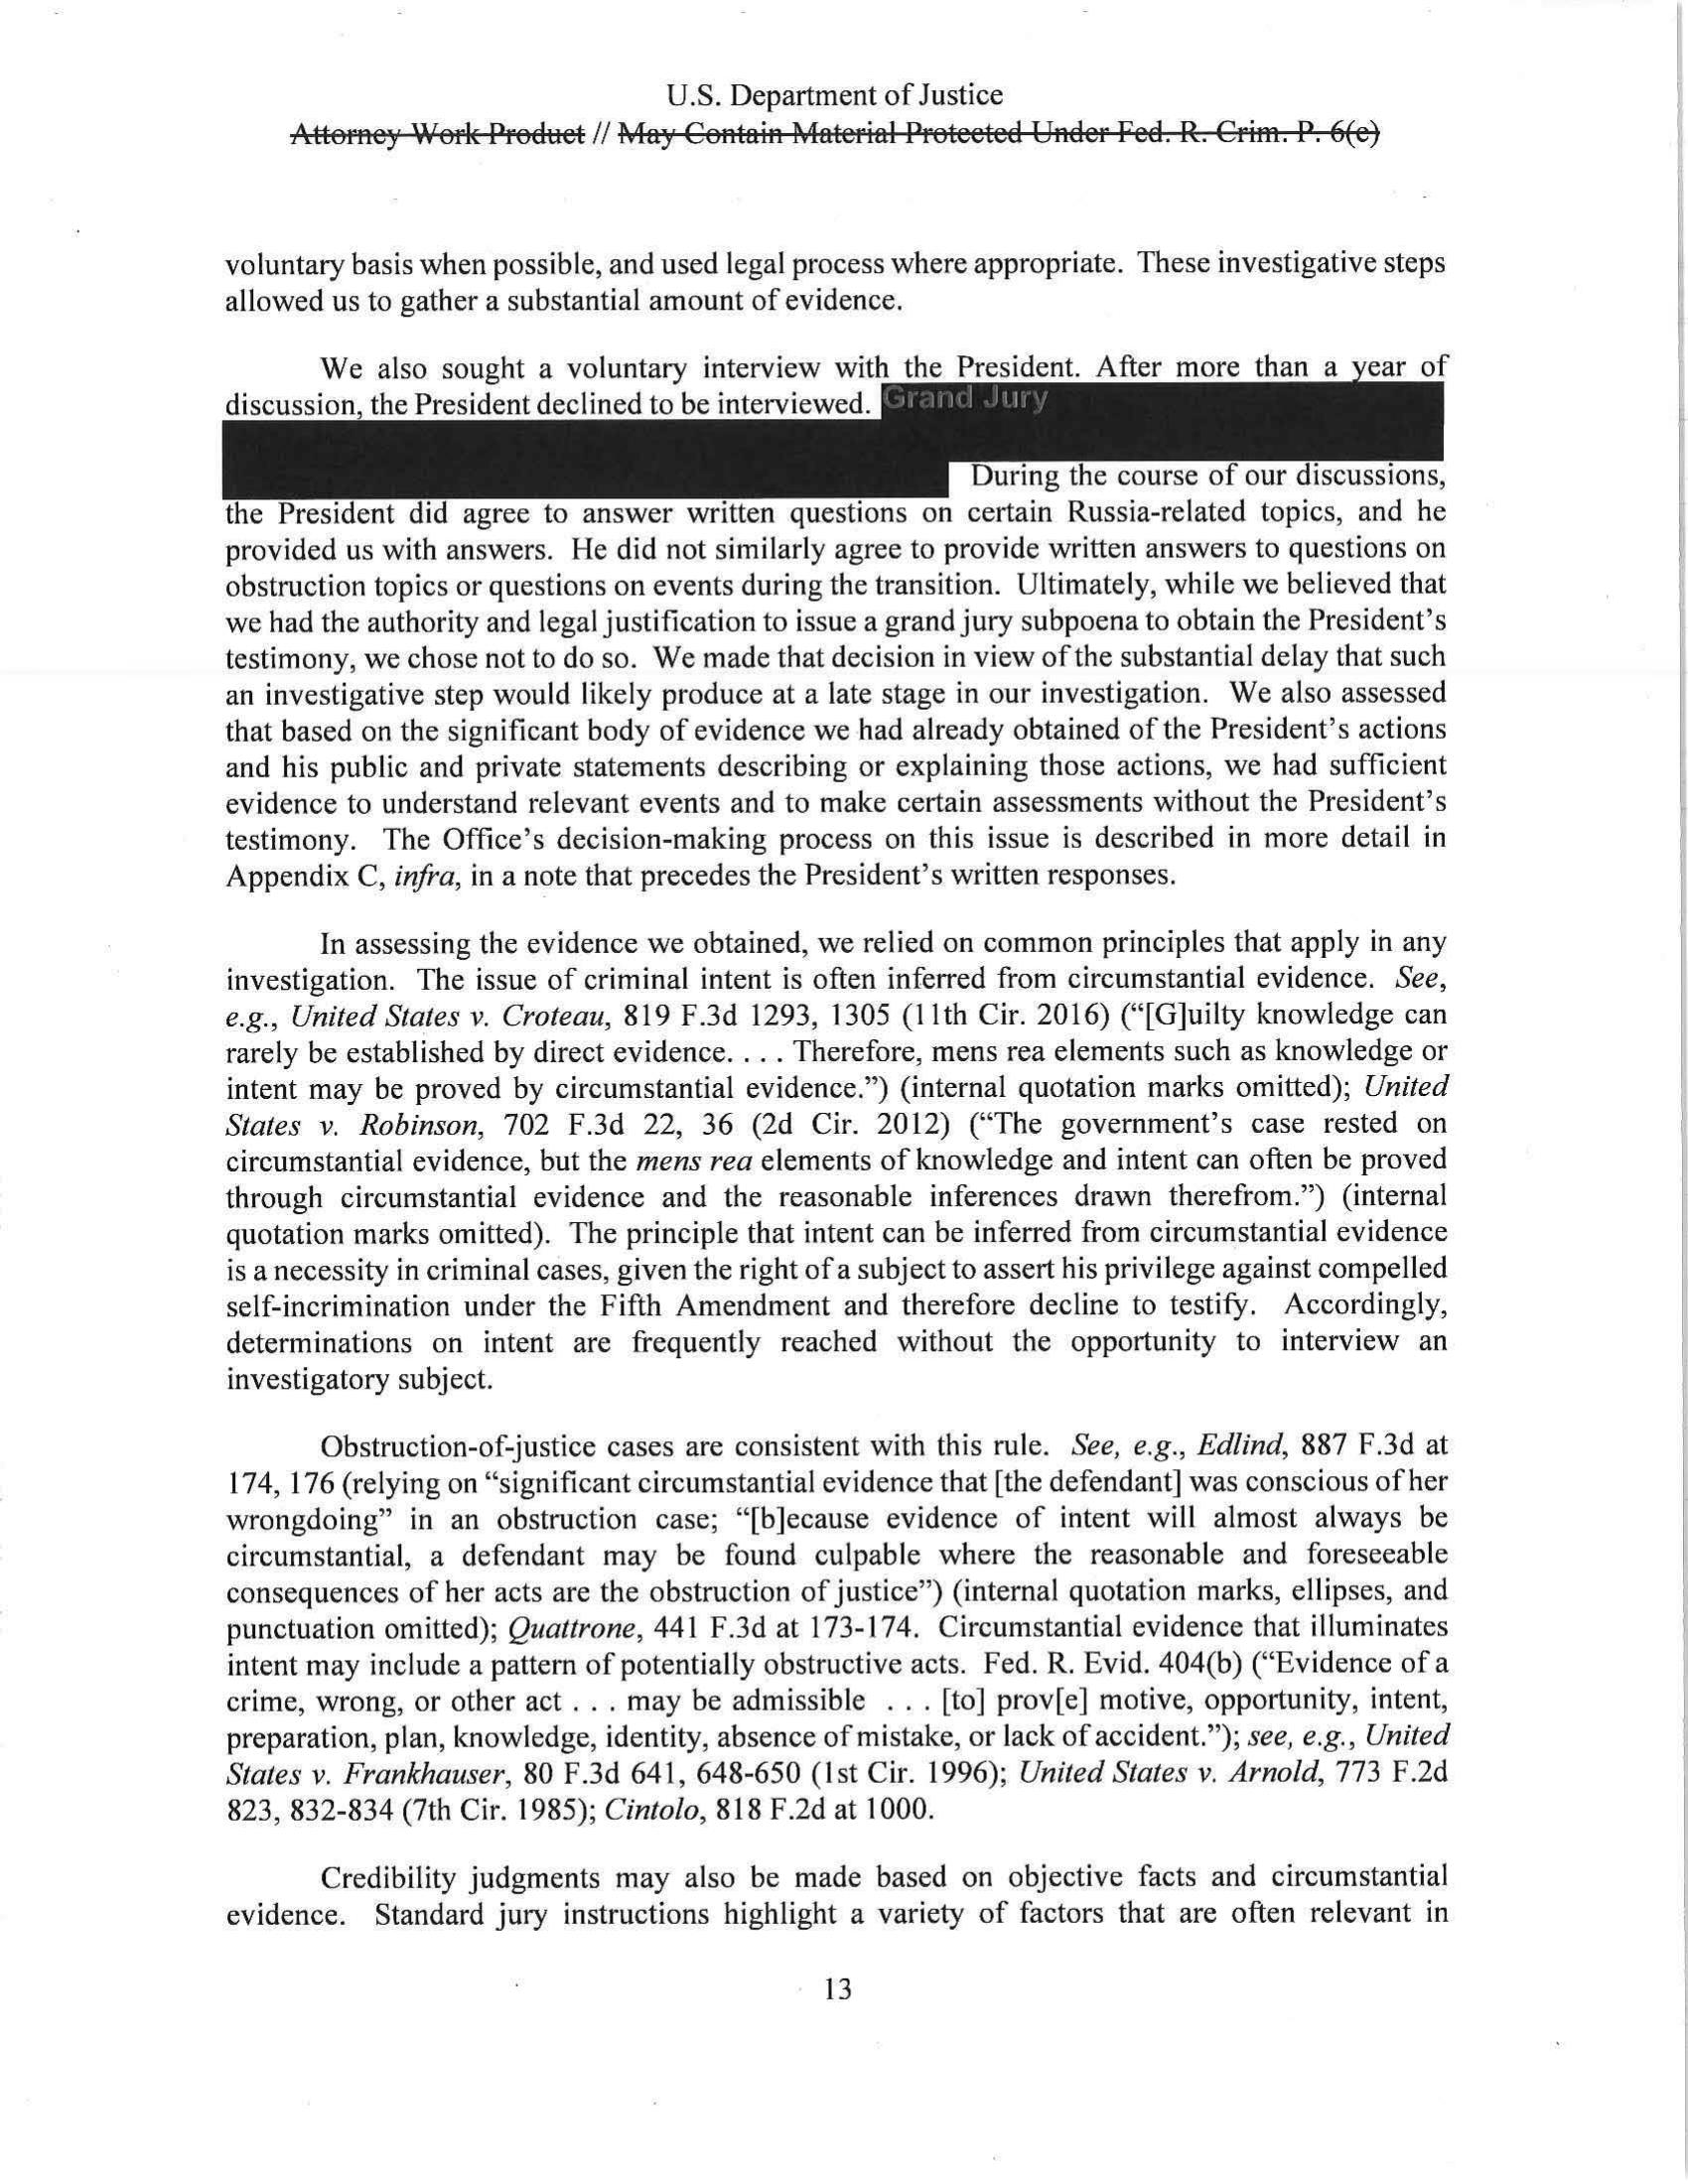 U.S. Department of Justice
Attorney Work Product // May Contain Material Protected Under Fed. R. Crim. P. 6(e)
voluntary basis when possible, and used legal process where appropriate. These investigative steps
allowed us to gather a substantial amount of evidence.
We also sought a voluntary interview with the President. After more than a year of
discussion, the President declined to be interviewed. Grand Jury
During the course of our discussions,
the President did agree to answer written questions on certain Russia-related topics, and he
provided us with answers. He did not similarly agree to provide written answers to questions on
obstruction topics or questions on events during the transition. Ultimately, while we believed that
we had the authority and legal justification to issue a grand jury subpoena to obtain the President's
testimony, we chose not to do so. We made that decision in view of the substantial delay that such
an investigative step would likely produce at a late stage in our investigation. We also assessed
that based on the significant body of evidence we had already obtained of the President's actions
and his public and private statements describing or explaining those actions, we had sufficient
evidence to understand relevant events and to make certain assessments without the President's
testimony. The Office's decision-making process on this issue is described in more detail in
Appendix C, infra, in a note that precedes the President's written responses.
In assessing the evidence we obtained, we relied on common principles that apply in any
investigation. The issue of criminal intent is often inferred from circumstantial evidence. See,
e.g., United States v. Croteau, 819 F.3d 1293, 1305 (11th Cir. 2016) (“[G]uilty knowledge can
rarely be established by direct evidence. . . . Therefore, mens rea elements such as knowledge or
intent may be proved by circumstantial evidence.”) (internal quotation marks omitted); United
States v. Robinson, 702 F.3d 22, 36 (2d Cir. 2012) (“The government's case rested on
circumstantial evidence, but the mens rea elements of knowledge and intent can often be proved
through circumstantial evidence and the reasonable inferences drawn therefrom.”) (internal
quotation marks omitted). The principle that intent can be inferred from circumstantial evidence
is a necessity in criminal cases, given the right of a subject to assert his privilege against compelled
self-incrimination under the Fifth Amendment and therefore decline to testify. Accordingly,
determinations on intent are frequently reached without the opportunity to interview an
investigatory subject.
Obstruction-of-justice cases are consistent with this rule. See, e.g., Edlind, 887 F.3d at
174, 176 (relying on “significant circumstantial evidence that [the defendant] was conscious of her
wrongdoing” in an obstruction case; “[b]ecause evidence of intent will almost always be
circumstantial, a defendant may be found culpable where the reasonable and foreseeable
consequences of her acts are the obstruction of justice”) (internal quotation marks, ellipses, and
punctuation omitted); Quattrone, 441 F.3d at 173-174. Circumstantial evidence that illuminates
intent may include a pattern of potentially obstructive acts. Fed. R. Evid. 404(b) (“Evidence of a
crime, wrong, or other act . . . may be admissible . . . [to] prov[e] motive, opportunity, intent,
preparation, plan, knowledge, identity, absence of mistake, or lack of accident.”); see, e.g., United
States v. Frankhauser, 80 F.3d 641, 648-650 (1st Cir. 1996); United States v. Arnold, 773 F.2d
823, 832-834 (7th Cir. 1985); Cintolo, 818 F.2d at 1000.
Credibility judgments may also be made based on objective facts and circumstantial
evidence. Standard jury instructions highlight a variety of factors that are often relevant in
13